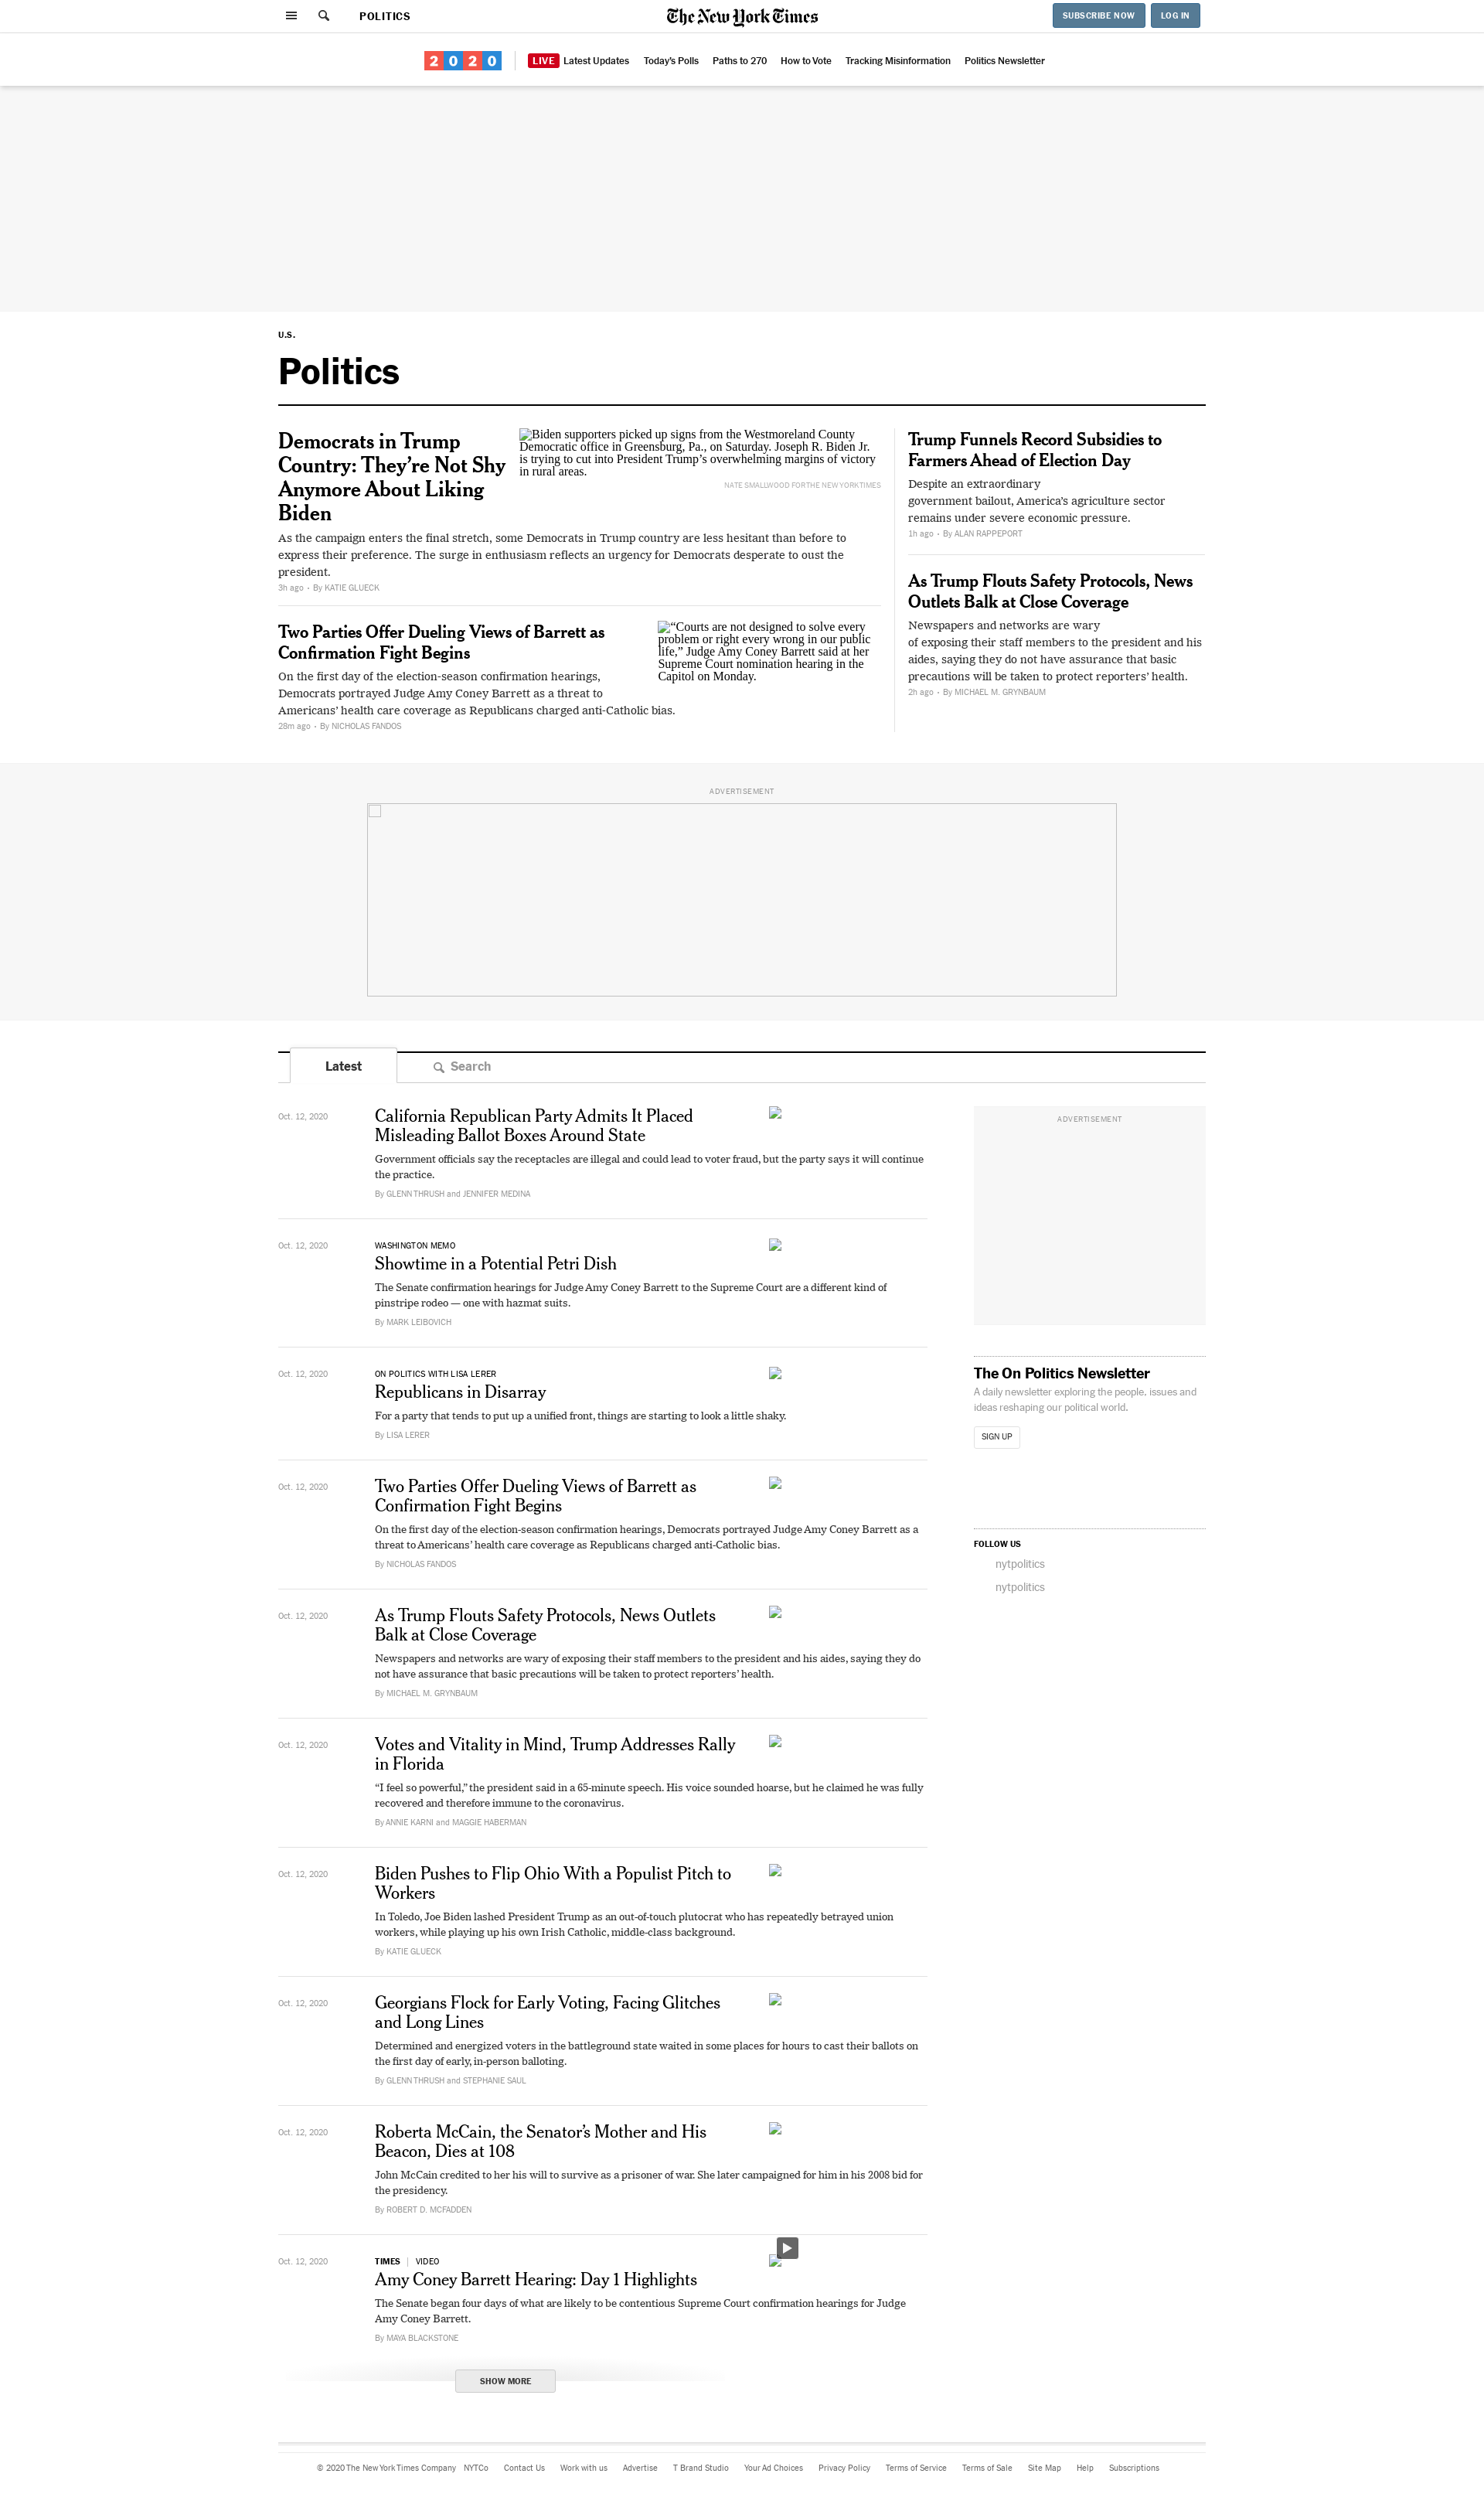 POLITICS
The New York Times
SUBSCRIBE NOW
LOG IN
2020
LIVE Latest Updates
Today's Polls
Paths to 270
How to Vote
Tracking Misinformation
Politics Newsletter
U.S.
Politics
Democrats in Trump
Country: They’re Not Shy
Anymore About Liking
Biden
Biden supporters picked up signs from the Westmoreland County
Democratic office in Greensburg, Pa., on Saturday. Joseph R. Biden Jr.
is trying to cut into President Trump’s overwhelming margins of victory
in rural areas.
NATE SMALLWOOD FOR THE NEW YORK TIMES
As the campaign enters the final stretch, some Democrats in Trump country are less hesitant than before to
express their preference. The surge in enthusiasm reflects an urgency for Democrats desperate to oust the
president.
3h ago • By KATIE GLUECK
Two Parties Offer Dueling Views of Barrett as
Confirmation Fight Begins
“Courts are not designed to solve every
problem or right every wrong in our public
life,” Judge Amy Coney Barrett said at her
Supreme Court nomination hearing in the
Capitol on Monday.
On the first day of the election-season confirmation hearings,
Democrats portrayed Judge Amy Coney Barrett as a threat to
Americans’ health care coverage as Republicans charged anti-Catholic bias.
28m ago • By NICHOLAS FANDOS
Trump Funnels Record Subsidies to
Farmers Ahead of Election Day
Despite an extraordinary
government bailout, America’s agriculture sector
remains under severe economic pressure.
1h ago • By ALAN RAPPEPORT
As Trump Flouts Safety Protocols, News
Outlets Balk at Close Coverage
Newspapers and networks are wary
of exposing their staff members to the president and his
aides, saying they do not have assurance that basic
precautions will be taken to protect reporters’ health.
2h ago • By MICHAEL M. GRYNBAUM
ADVERTISEMENT
Latest
Search
Oct. 12, 2020
California Republican Party Admits It Placed
Misleading Ballot Boxes Around State
Government officials say the receptacles are illegal and could lead to voter fraud, but the party says it will continue
the practice.
By GLENN THRUSH and JENNIFER MEDINA
Oct. 12, 2020
WASHINGTON MEMO
Showtime in a Potential Petri Dish
The Senate confirmation hearings for Judge Amy Coney Barrett to the Supreme Court are a different kind of
pinstripe rodeo — one with hazmat suits.
By MARK LEIBOVICH
Oct. 12, 2020
ON POLITICS WITH LISA LERER
Republicans in Disarray
For a party that tends to put up a unified front, things are starting to look a little shaky.
By LISA LERER
Oct. 12, 2020
Two Parties Offer Dueling Views of Barrett as
Confirmation Fight Begins
On the first day of the election-season confirmation hearings, Democrats portrayed Judge Amy Coney Barrett as a
threat to Americans’ health care coverage as Republicans charged anti-Catholic bias.
By NICHOLAS FANDOS
Oct. 12, 2020
As Trump Flouts Safety Protocols, News Outlets
Balk at Close Coverage
Newspapers and networks are wary of exposing their staff members to the president and his aides, saying they do
not have assurance that basic precautions will be taken to protect reporters’ health.
By MICHAEL M. GRYNBAUM
Oct. 12, 2020
Votes and Vitality in Mind, Trump Addresses Rally
in Florida
“I feel so powerful,” the president said in a 65-minute speech. His voice sounded hoarse, but he claimed he was fully
recovered and therefore immune to the coronavirus.
By ANNIE KARNI and MAGGIE HABERMAN
Oct. 12, 2020
Biden Pushes to Flip Ohio With a Populist Pitch to
Workers
In Toledo, Joe Biden lashed President Trump as an out-of-touch plutocrat who has repeatedly betrayed union
workers, while playing up his own Irish Catholic, middle-class background.
By KATIE GLUECK
Oct. 12, 2020
Georgians Flock for Early Voting, Facing Glitches
and Long Lines
Determined and energized voters in the battleground state waited in some places for hours to cast their ballots on
the first day of early, in-person balloting.
By GLENN THRUSH and STEPHANIE SAUL
Oct. 12, 2020
Roberta McCain, the Senator’s Mother and His
Beacon, Dies at 108
John McCain credited to her his will to survive as a prisoner of war. She later campaigned for him in his 2008 bid for
the presidency.
By ROBERT D. MCFADDEN
Oct. 12, 2020
TIMES | VIDEO
Amy Coney Barrett Hearing: Day 1 Highlights
The Senate began four days of what are likely to be contentious Supreme Court confirmation hearings for Judge
Amy Coney Barrett.
By MAYA BLACKSTONE
SHOW MORE
ADVERTISEMENT
The On Politics Newsletter
A daily newsletter exploring the people, issues and
ideas reshaping our political world.
SIGN UP
FOLLOW US
nytpolitics
nytpolitics
© 2020 The New York Times Company
NYTCo
Contact Us
Work with us
Advertise
T Brand Studio
Your Ad Choices
Privacy Policy
Terms of Service
Terms of Sale
Site Map
Help
Subscriptions